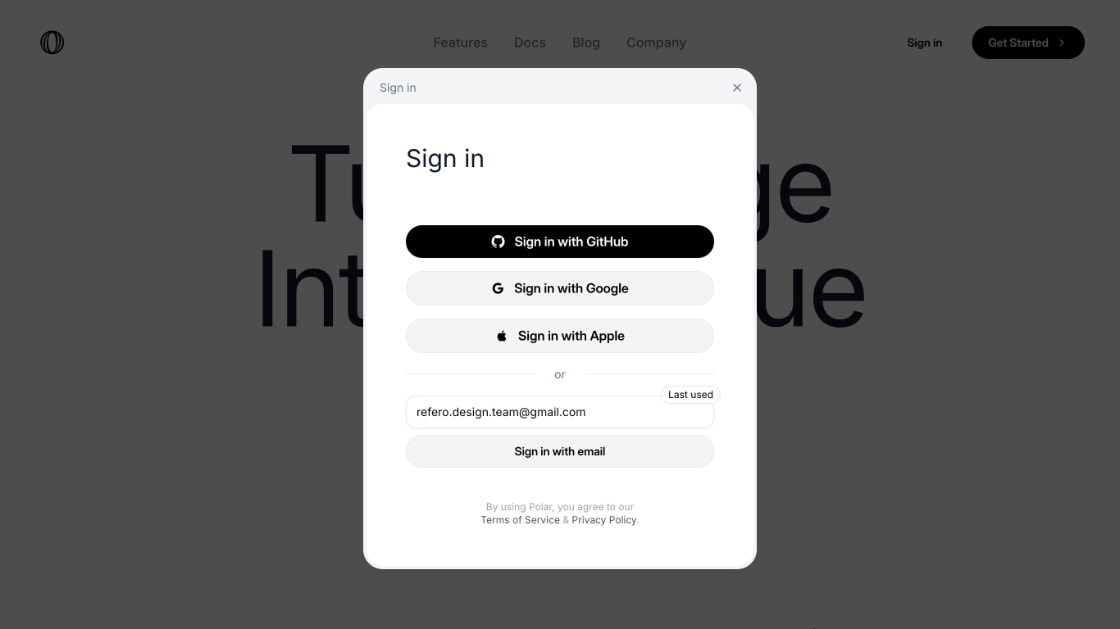 Features Docs Blog Company
Sign in
Get Started
Sign in
Sign in
Sign in with GitHub
Sign in with Google
Sign in with Apple
or
Last used
refero.design.team@gmail.com
Sign in with email
By using Polar, you agree to our
Terms of Service & Privacy Policy.